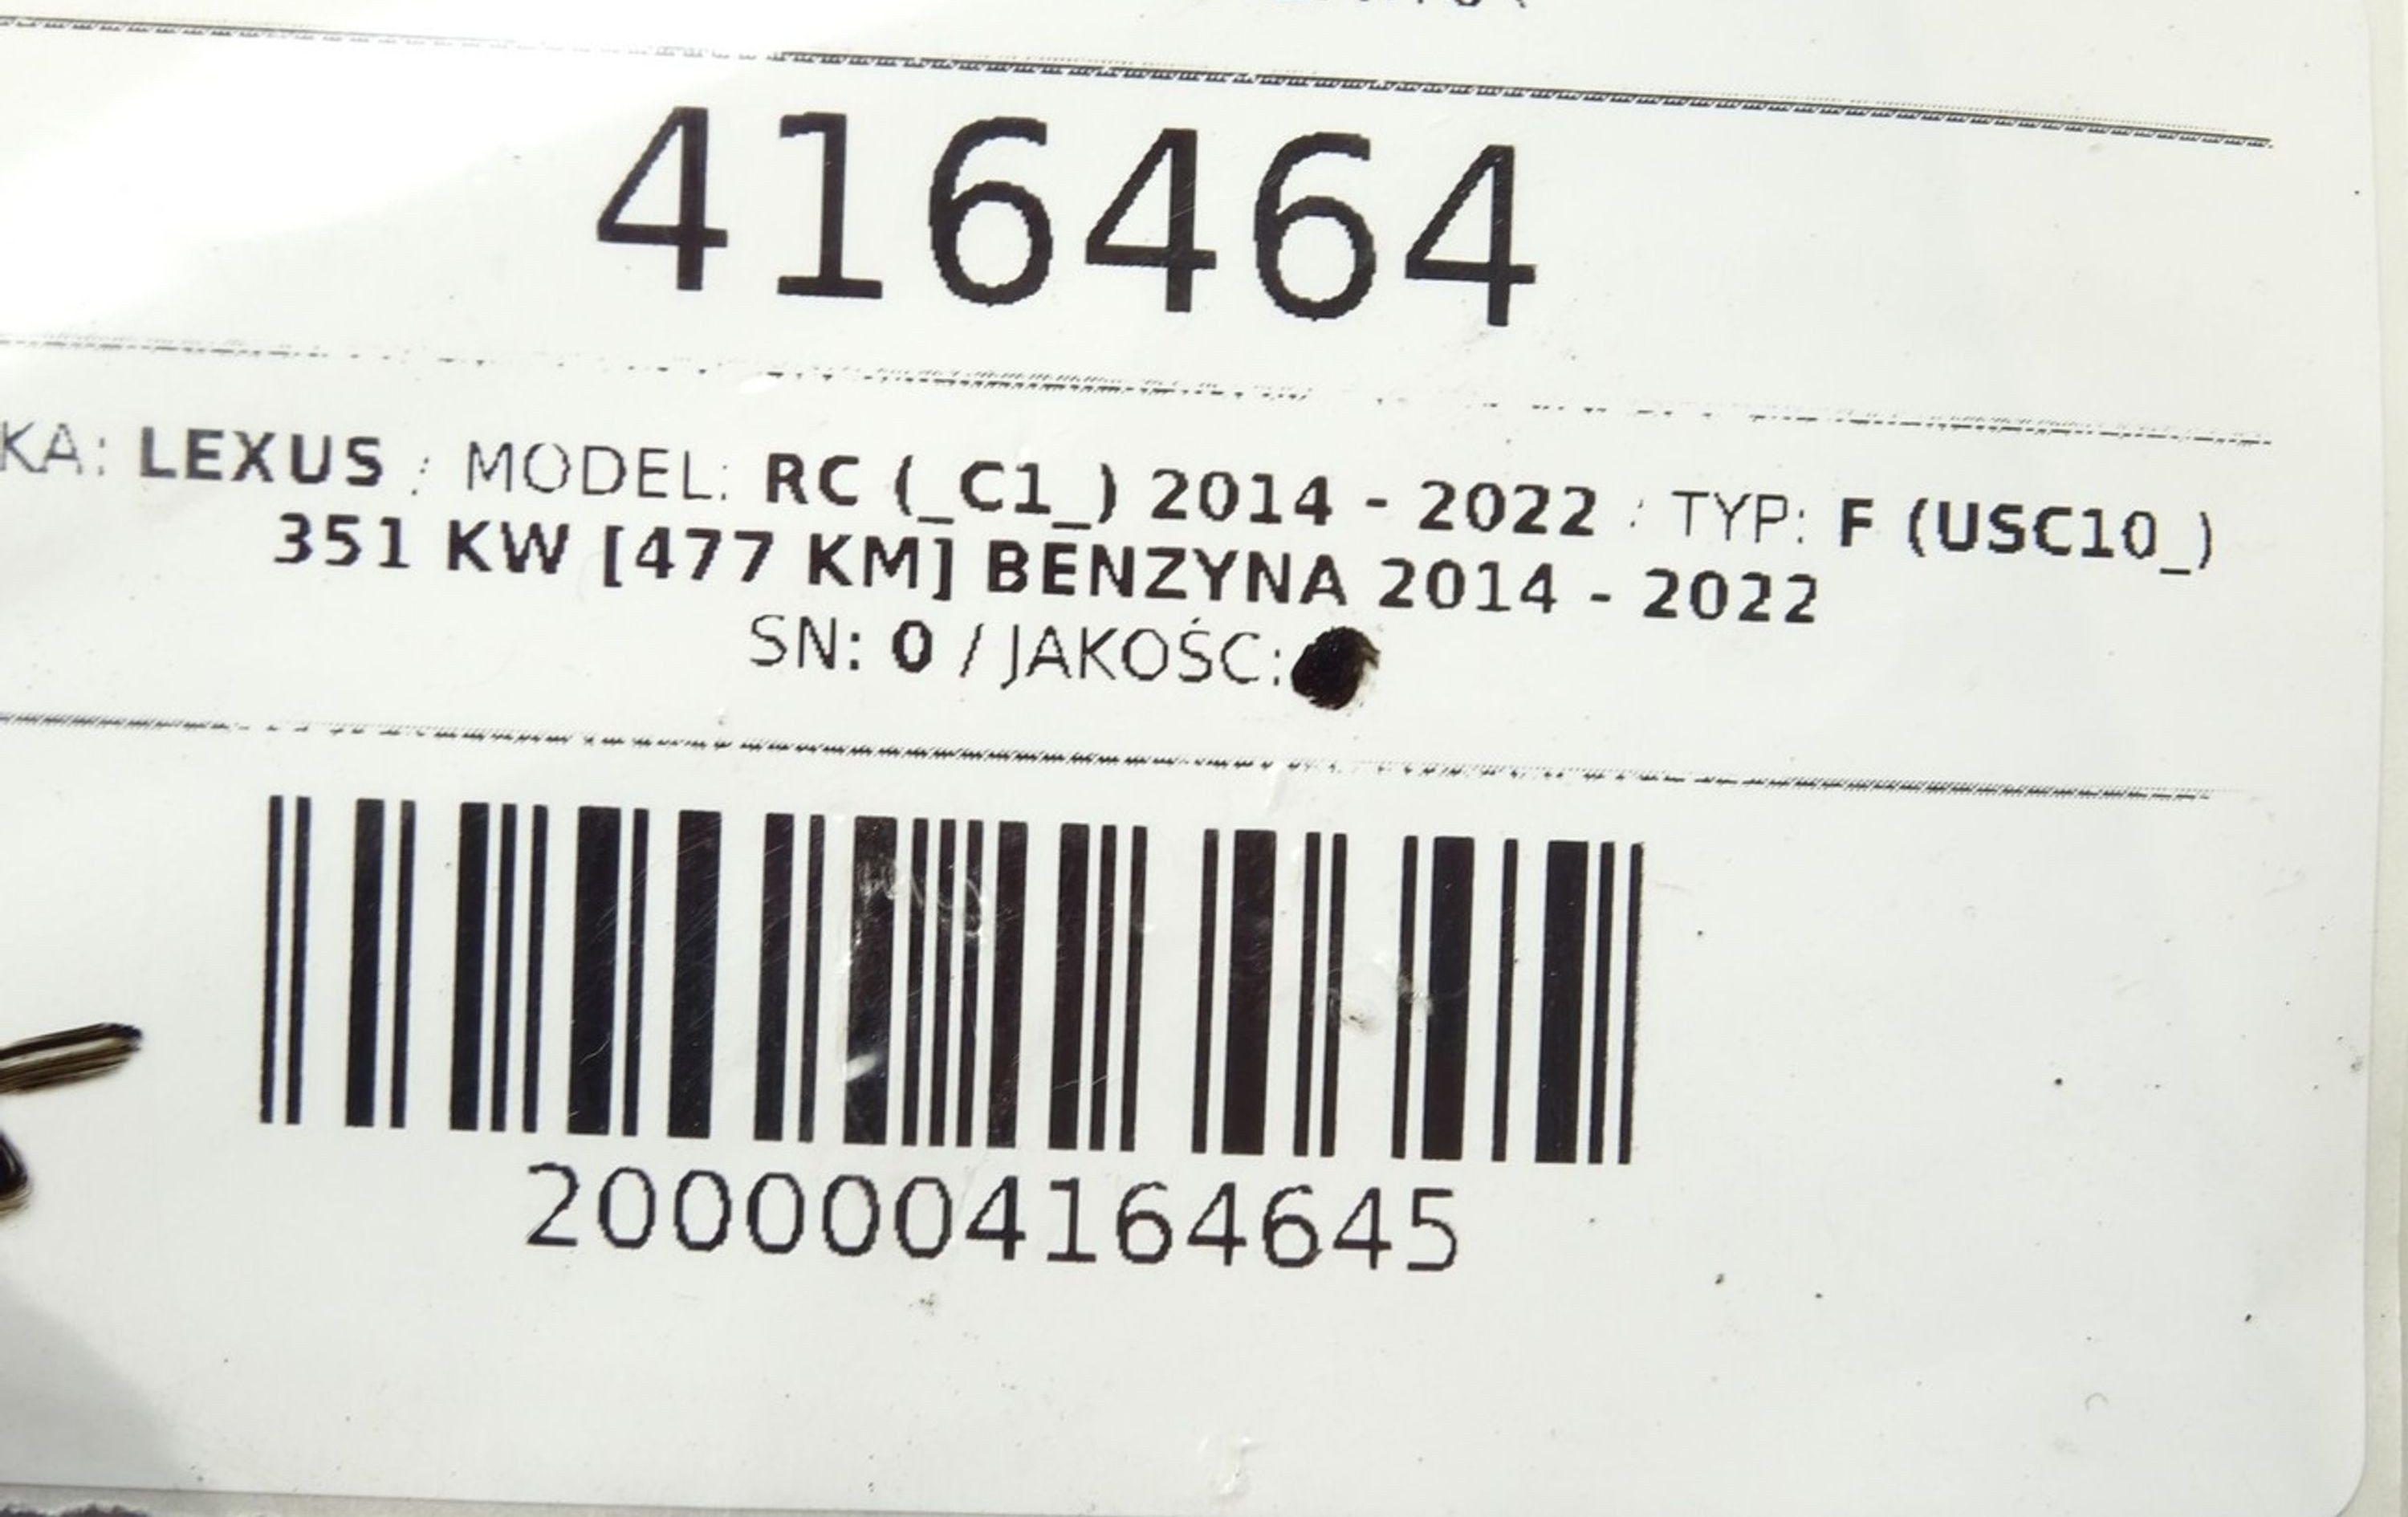 416464
KA: LEXUS / MODEL: RC (_C1_) 2014 - 2022 / TYP: F (USC10_)
351 KW [477 KM] BENZYNA 2014 - 2022
SN: 0 / JAKOŚĆ:
2000004164645